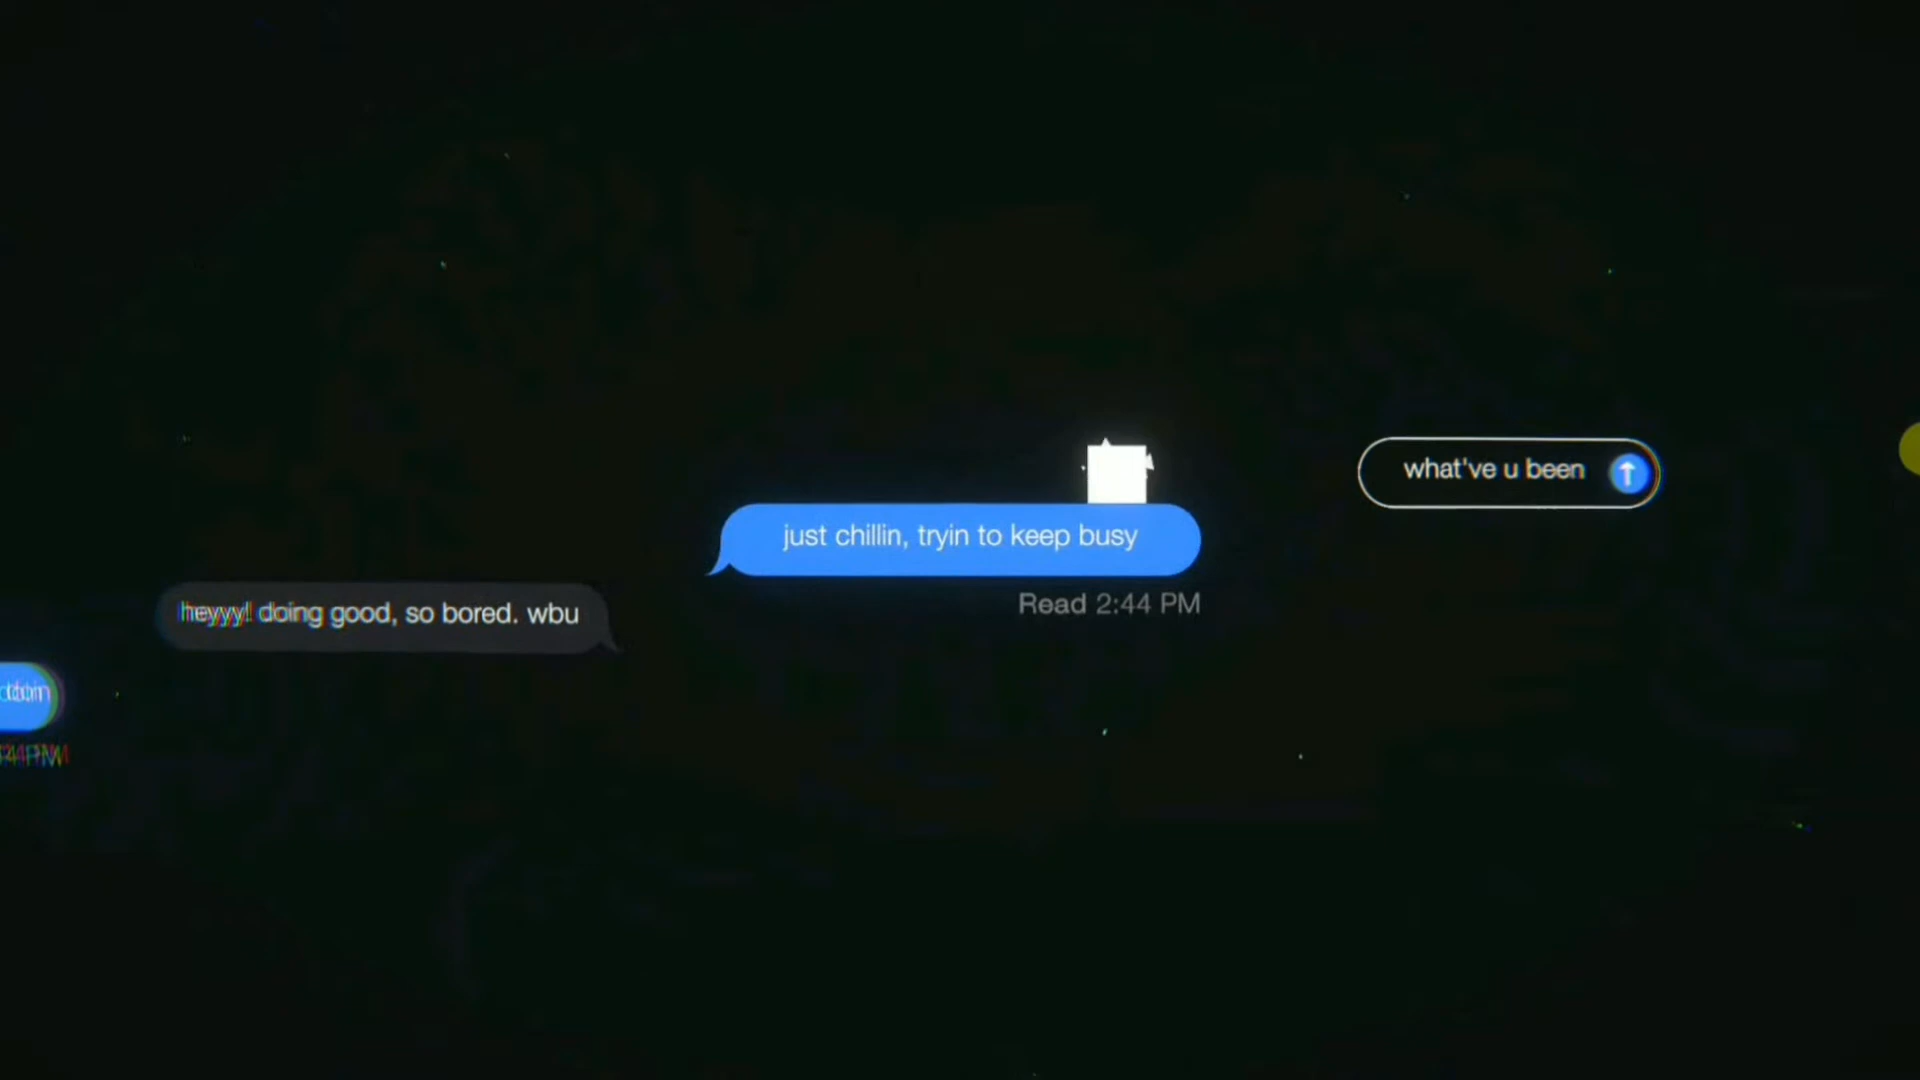 heyyy! doing good, so bored. wbu
just chillin, tryin to keep busy
Read 2:44 PM
what've u been